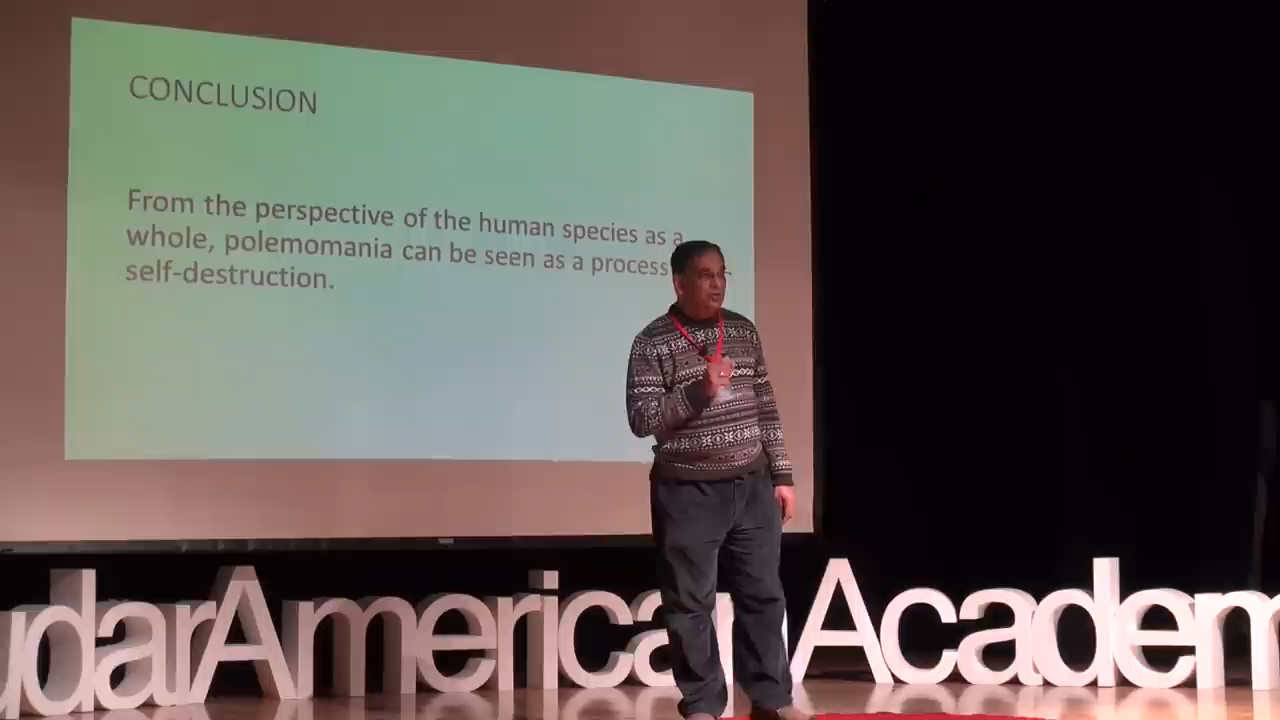 CONCLUSION
From the perspective of the human species as a
whole, polemomania can be seen as a process
self-destruction.
udarAmerican Academ